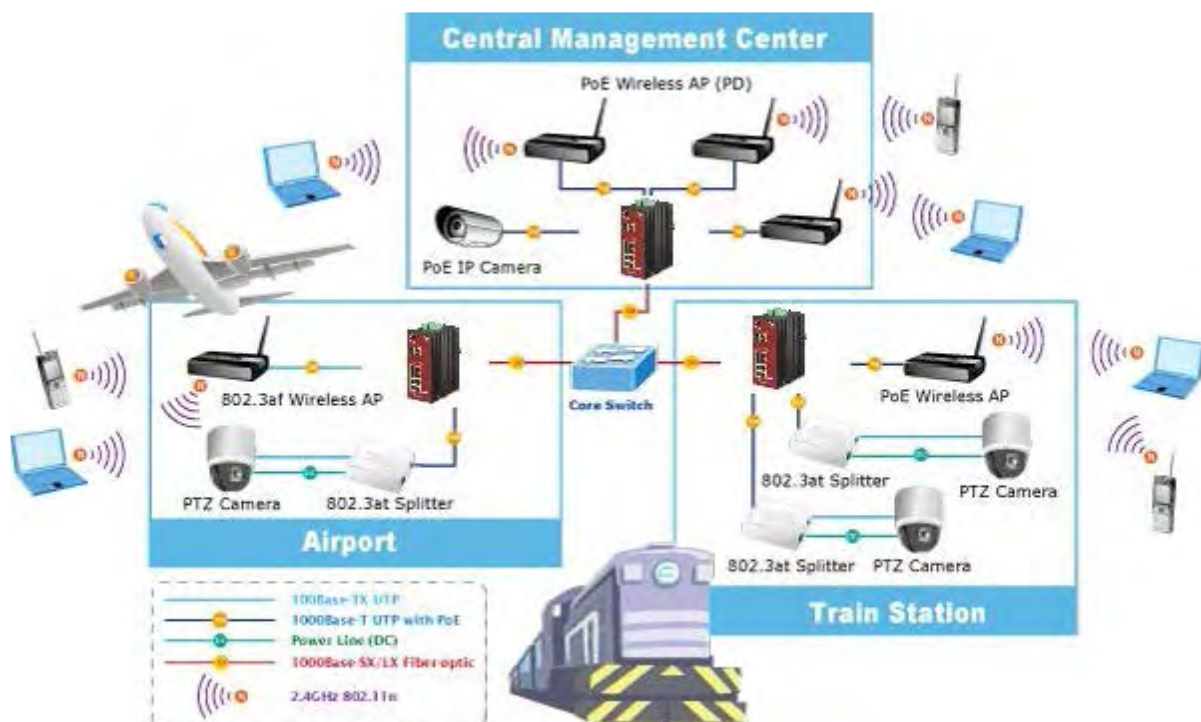 Central Management Center
PoE Wireless AP (PD)
PoE IP Camera
802.3af Wireless AP
Core Switch
PoE Wireless AP
PTZ Camera
802.3at Splitter
802.3at Splitter
PTZ Camera
802.3at Splitter
PTZ Camera
Airport
Train Station
100Base-TX UTP
1000Base-T UTP with PoE
Power Line (DC)
1000Base-SX/LX Fiber-optic
2.4GHz 802.11n